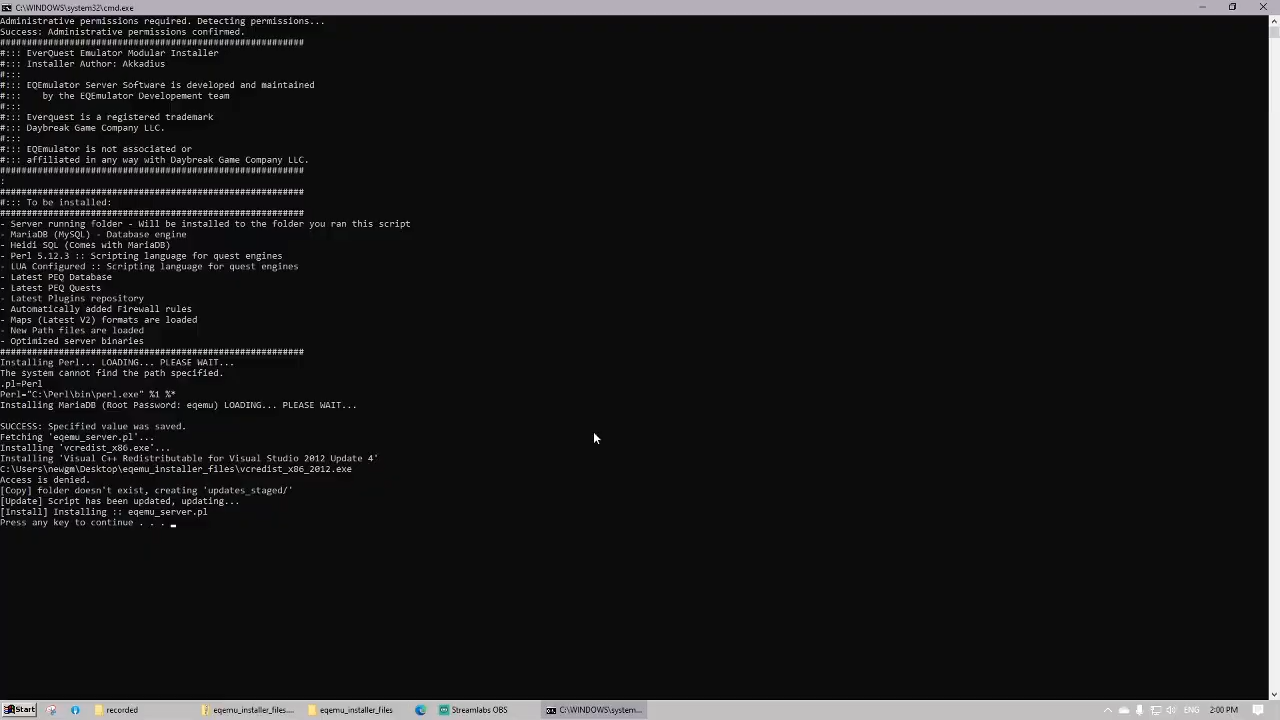 C:\WINDOWS\system32\cmd.exe
Administrative permissions required. Detecting permissions...
Success: Administrative permissions confirmed.
#########################################################
#::: EverQuest Emulator Modular Installer
#::: Installer Author: Akkadius
#:::
#::: EQEmulator Server Software is developed and maintained
#:::    by the EQEmulator Developement team
#:::
#::: Everquest is a registered trademark
#::: Daybreak Game Company LLC.
#:::
#::: EQEmulator is not associated or
#::: affiliated in any way with Daybreak Game Company LLC.
#########################################################
:
#########################################################
#::: To be installed:
#########################################################
- Server running folder - Will be installed to the folder you ran this script
- MariaDB (MySQL) - Database engine
- Heidi SQL (Comes with MariaDB)
- Perl 5.12.3 :: Scripting language for quest engines
- LUA Configured :: Scripting language for quest engines
- Latest PEQ Database
- Latest PEQ Quests
- Latest Plugins repository
- Automatically added Firewall rules
- Maps (Latest V2) formats are loaded
- New Path files are loaded
- Optimized server binaries
#########################################################
Installing Perl... LOADING... PLEASE WAIT...
The system cannot find the path specified.
.pl=Perl
Perl="C:\Perl\bin\perl.exe" %1 %*
Installing MariaDB (Root Password: eqemu) LOADING... PLEASE WAIT...
SUCCESS: Specified value was saved.
Fetching 'eqemu_server.pl'...
Installing 'vcredist_x86.exe'...
Installing 'Visual C++ Redistributable for Visual Studio 2012 Update 4'
C:\Users\newgm\Desktop\eqemu_installer_files\vcredist_x86_2012.exe
Access is denied.
[Copy] folder doesn't exist, creating 'updates_staged/'
[Update] Script has been updated, updating...
[Install] Installing :: eqemu_server.pl
Press any key to continue . . .
Start recorded eqemu_installer_files... eqemu_installer_files Streamlabs OBS C:\WINDOWS\system... ENG 2:00 PM